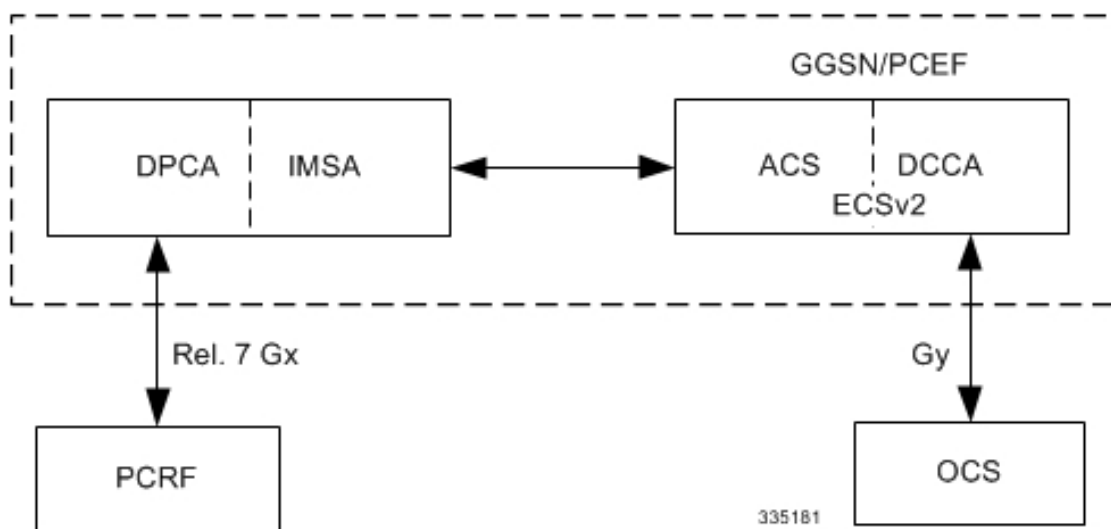 GGSN/PCEF
DPCA IMSA
ACS DCCA
ECSv2
Rel. 7 Gx
Gy
PCRF
OCS
335181